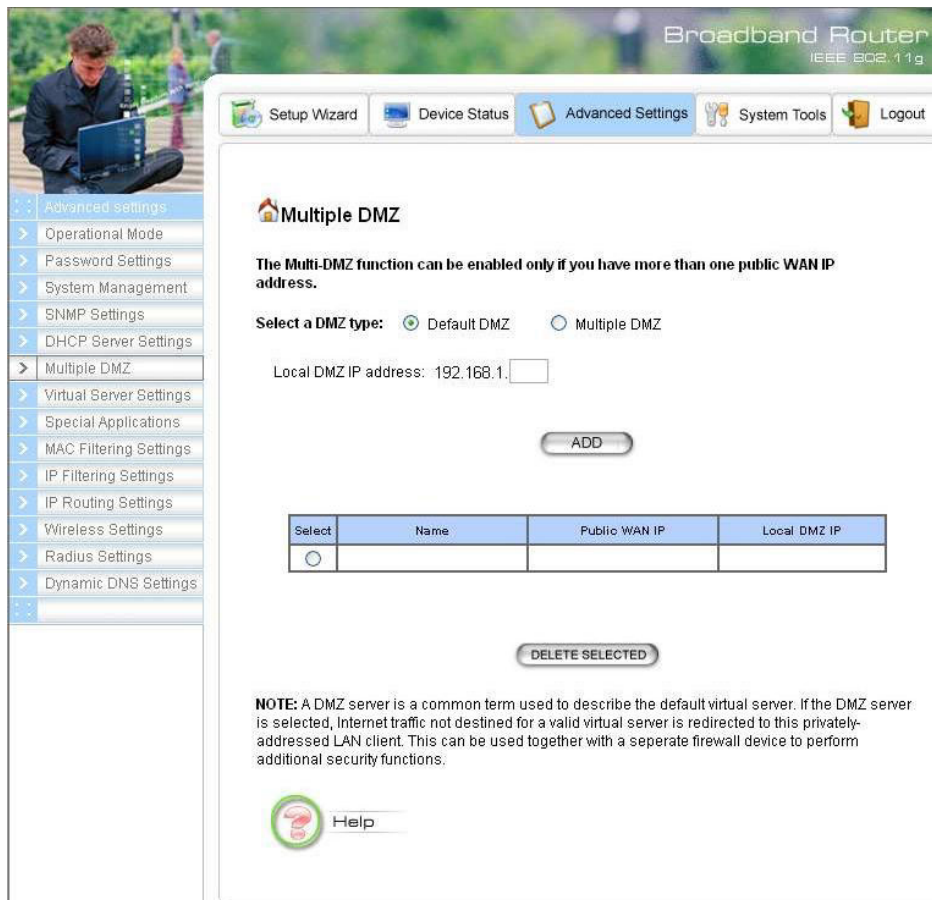 Broadband Router
IEEE 802.11g
Setup Wizard
Device Status
Advanced Settings
System Tools
Logout
Advanced settings
Operational Mode
Password Settings
System Management
SNMP Settings
DHCP Server Settings
Multiple DMZ
Virtual Server Settings
Special Applications
MAC Filtering Settings
IP Filtering Settings
IP Routing Settings
Wireless Settings
Radius Settings
Dynamic DNS Settings
Multiple DMZ
The Multi-DMZ function can be enabled only if you have more than one public WAN IP
address.
Select a DMZ type: Default DMZ Multiple DMZ
Local DMZ IP address: 192.168.1.
ADD
Select Name Public WAN IP Local DMZ IP
DELETE SELECTED
NOTE: A DMZ server is a common term used to describe the default virtual server. If the DMZ server
is selected, Internet traffic not destined for a valid virtual server is redirected to this privately-
addressed LAN client. This can be used together with a seperate firewall device to perform
additional security functions.
Help